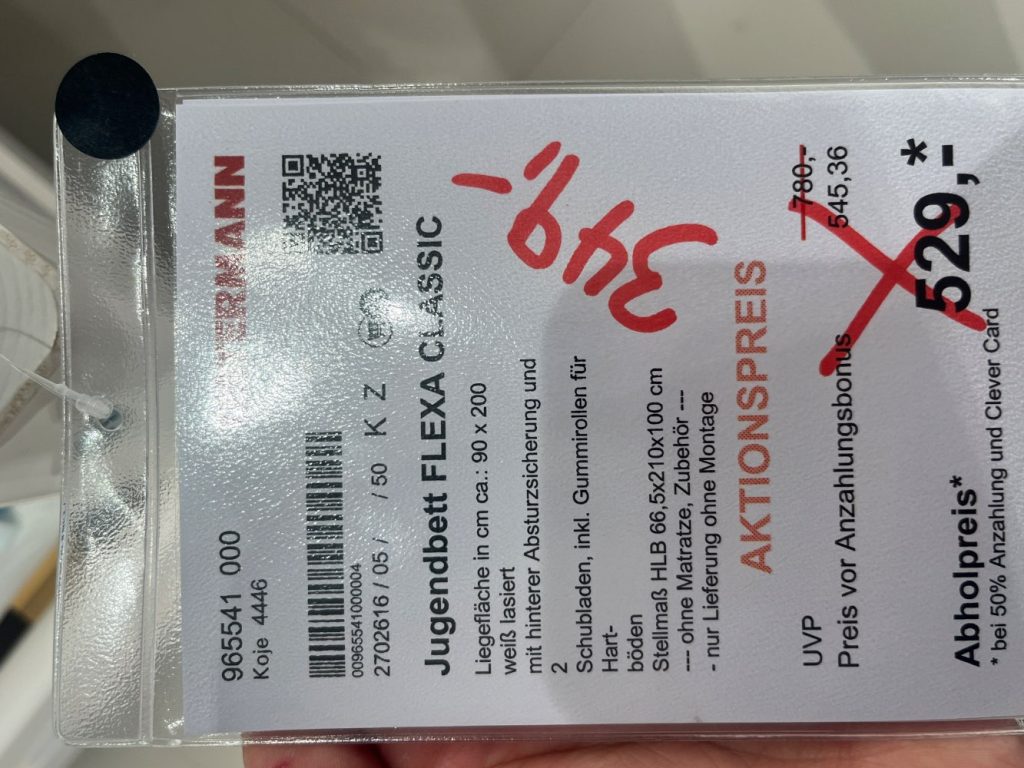 965541 000
Koje 4446
RMANN
00965541000004
2702616 / 05 / / 50 K Z
Jugendbett FLEXA CLASSIC
Liegefläche in cm ca.: 90 x 200
weiß lasiert
mit hinterer Absturzsicherung und
2
Schubladen, inkl. Gummirollen für
Hart-
böden
Stellmaß HLB 66,5x210x100 cm
--- ohne Matratze, Zubehör ---
- nur Lieferung ohne Montage
349,-
AKTIONSPREIS
UVP 780,-
Preis vor Anzahlungsbonus 545,36
Abholpreis* 529,-*
* bei 50% Anzahlung und Clever Card